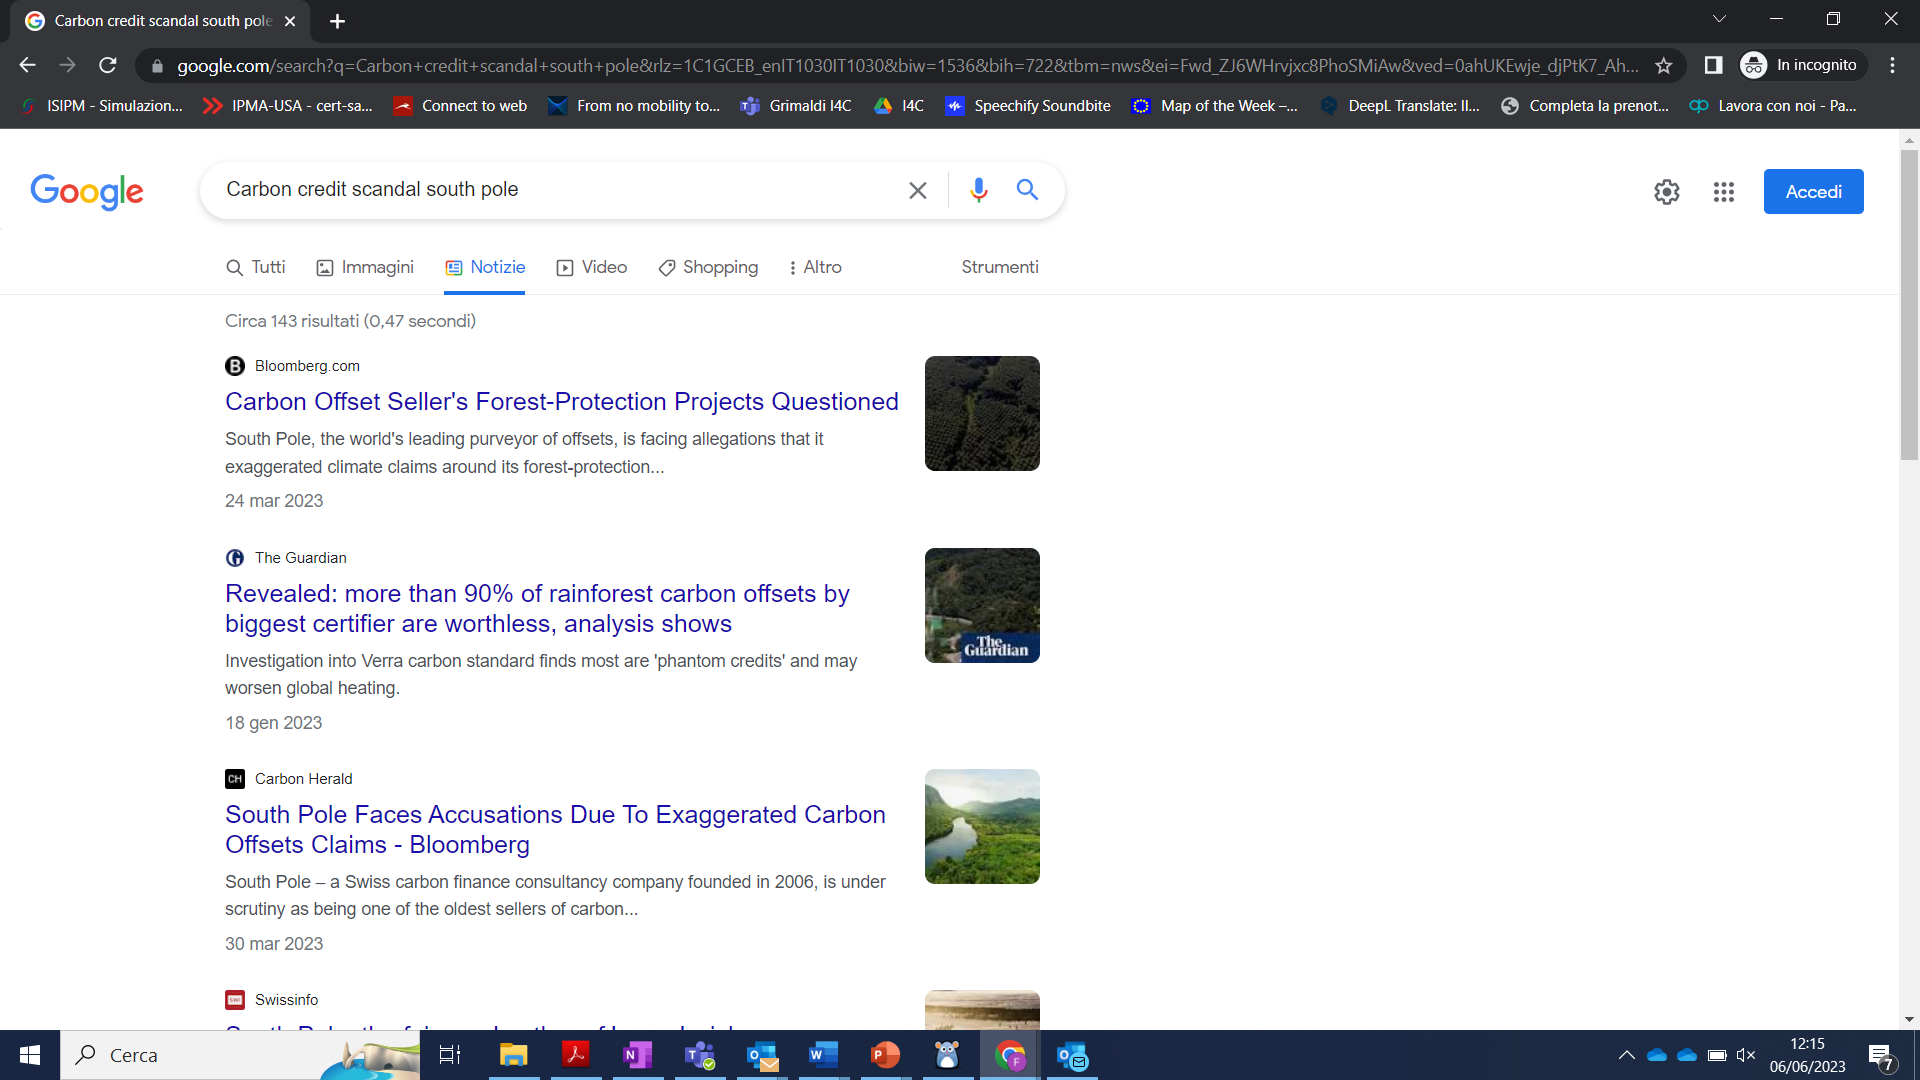 Carbon credit scandal south pole
google.com/search?q=Carbon+credit+scandal+south+pole&rlz=1C1GCEB_enIT1030IT1030&biw=1536&bih=722&tbm=nws&ei=Fwd_ZJ6WHrvjxc8PhoSMiAw&ved=0ahUKEwje_djPtK7_Ah...
In incognito
ISIPM - Simulazion...
IPMA-USA - cert-sa...
Connect to web
From no mobility to...
Grimaldi I4C
I4C
Speechify Soundbite
Map of the Week –...
DeepL Translate: Il...
Completa la prenot...
Lavora con noi - Pa...
Google
Carbon credit scandal south pole
Accedi
Tutti
Immagini
Notizie
Video
Shopping
Altro
Strumenti
Circa 143 risultati (0,47 secondi)
Bloomberg.com
Carbon Offset Seller's Forest-Protection Projects Questioned
South Pole, the world's leading purveyor of offsets, is facing allegations that it
exaggerated climate claims around its forest-protection...
24 mar 2023
The Guardian
Revealed: more than 90% of rainforest carbon offsets by
biggest certifier are worthless, analysis shows
Investigation into Verra carbon standard finds most are 'phantom credits' and may
worsen global heating.
18 gen 2023
The
Guardian
CH Carbon Herald
South Pole Faces Accusations Due To Exaggerated Carbon
Offsets Claims - Bloomberg
South Pole – a Swiss carbon finance consultancy company founded in 2006, is under
scrutiny as being one of the oldest sellers of carbon...
30 mar 2023
Swissinfo
Cerca
12:15
06/06/2023
7